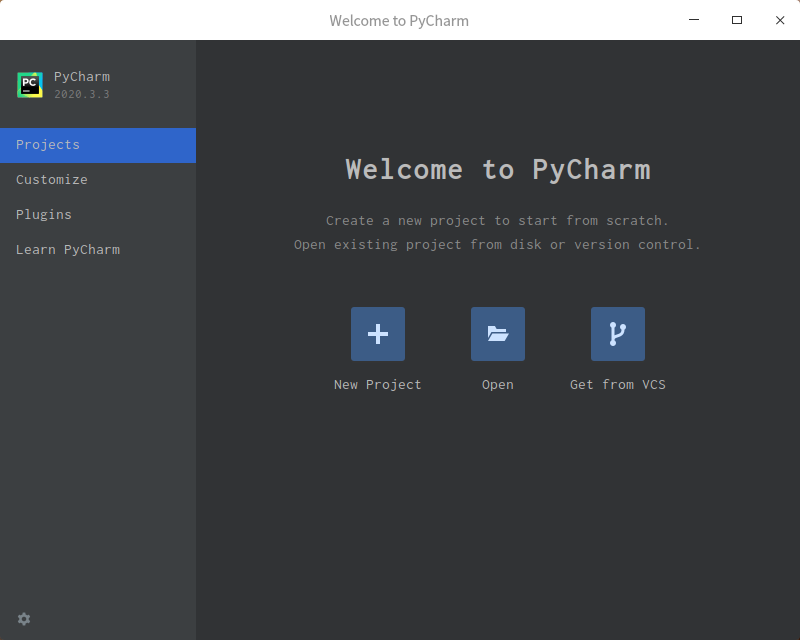 Welcome to PyCharm
PC
PyCharm
2020.3.3
Projects
Customize
Plugins
Learn PyCharm
Welcome to PyCharm
Create a new project to start from scratch.
Open existing project from disk or version control.
New Project
Open
Get from VCS